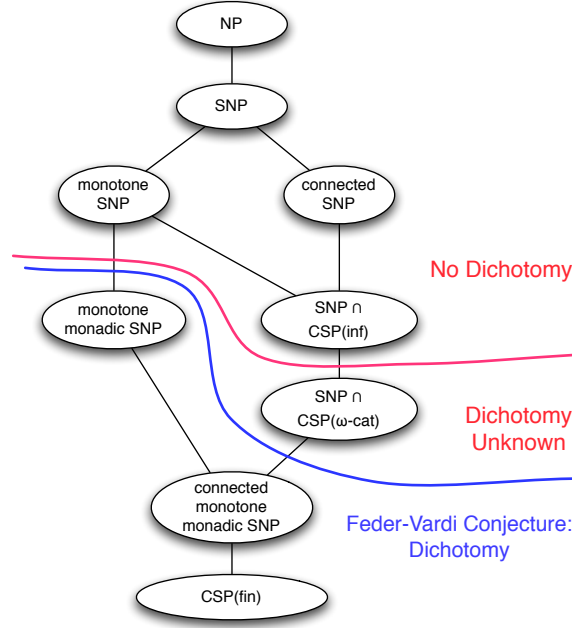 NP
SNP
monotone
SNP
connected
SNP
No Dichotomy
monotone
monadic SNP
SNP ∩
CSP(inf)
SNP ∩
CSP(ω-cat)
Dichotomy
Unknown
connected
monotone
monadic SNP
Feder-Vardi Conjecture:
Dichotomy
CSP(fin)